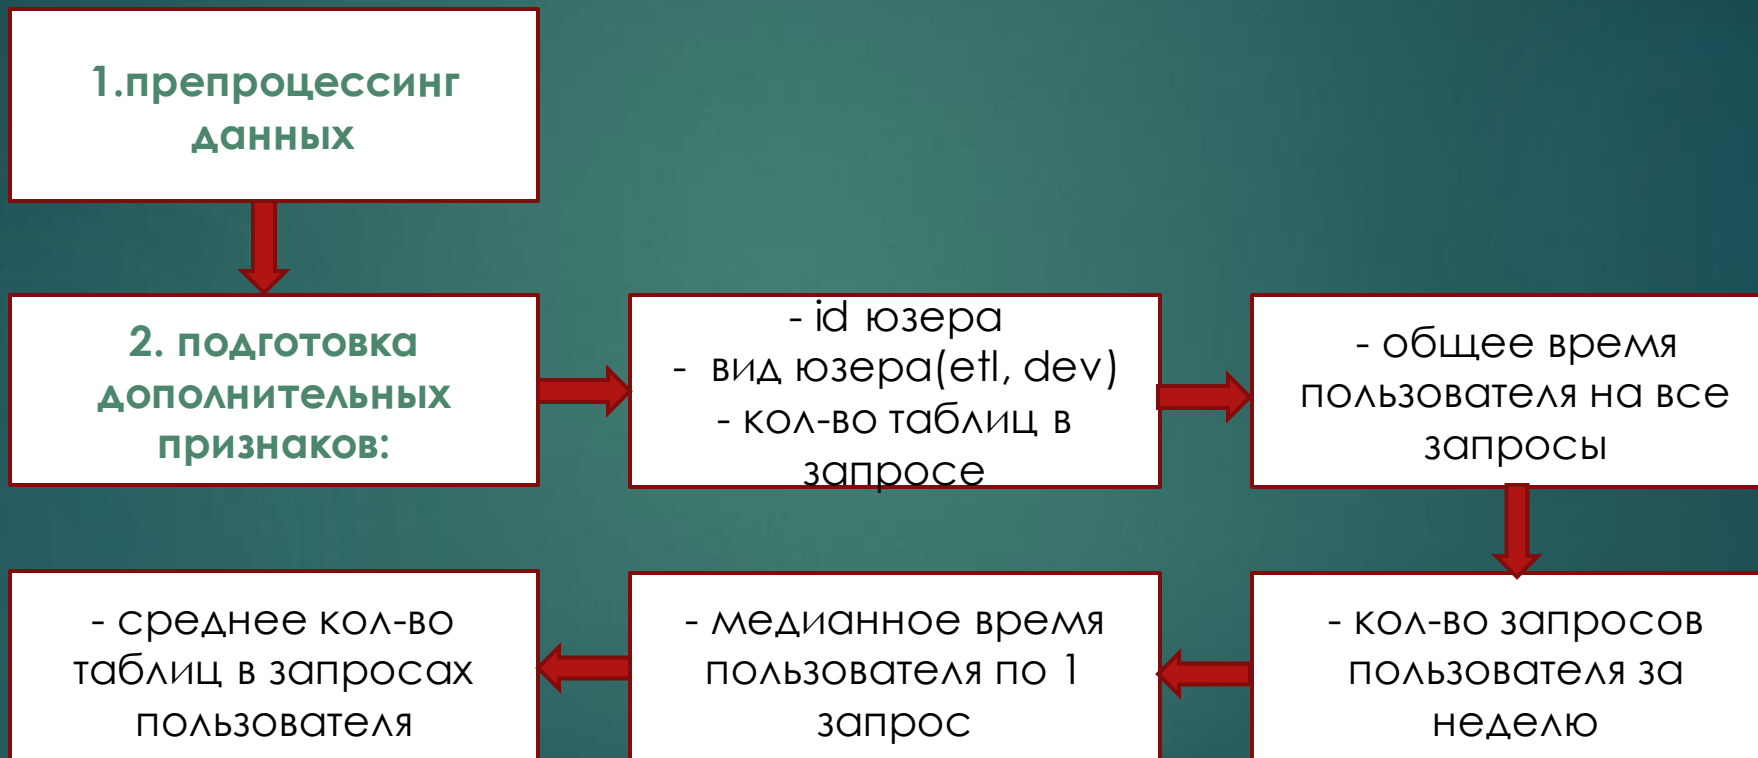 1.препроцессинг
данных
2. подготовка
дополнительных
признаков:
- id юзера
- вид юзера(etl, dev)
- кол-во таблиц в
запросе
- общее время
пользователя на все
запросы
- кол-во запросов
пользователя за
неделю
- медианное время
пользователя по 1
запрос
- среднее кол-во
таблиц в запросах
пользователя